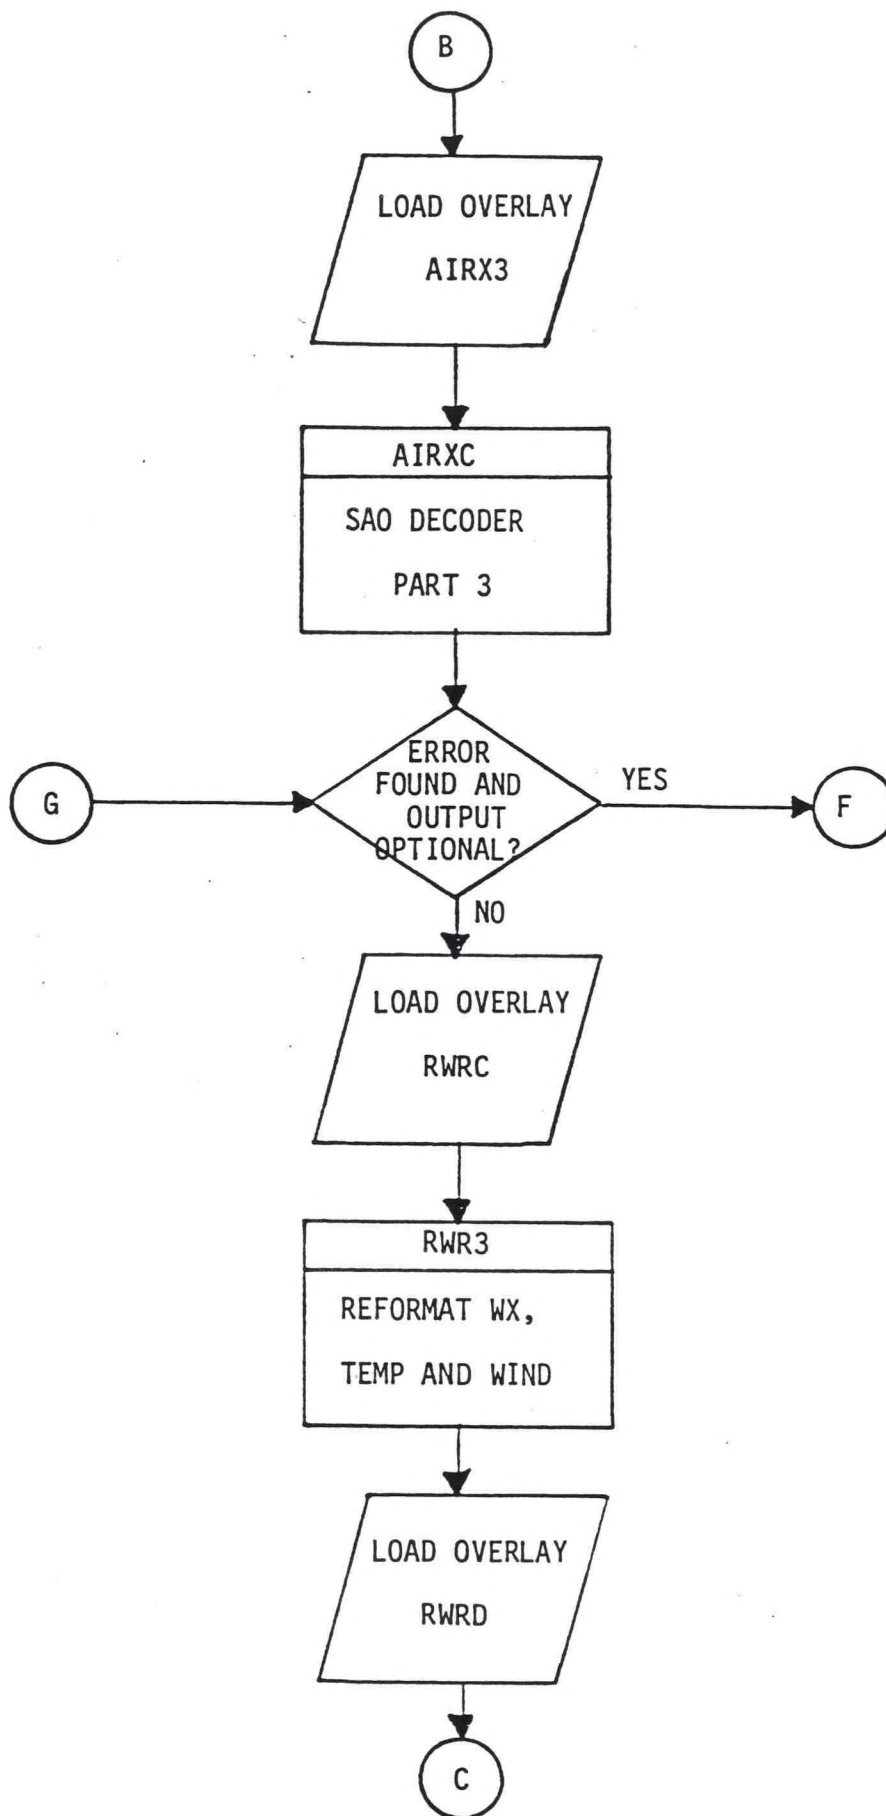 B
LOAD OVERLAY
AIRX3
AIRXC
SAO DECODER
PART 3
ERROR
FOUND AND
OUTPUT
OPTIONAL?
G
YES
F
NO
LOAD OVERLAY
RWRC
RWR3
REFORMAT WX,
TEMP AND WIND
LOAD OVERLAY
RWRD
C